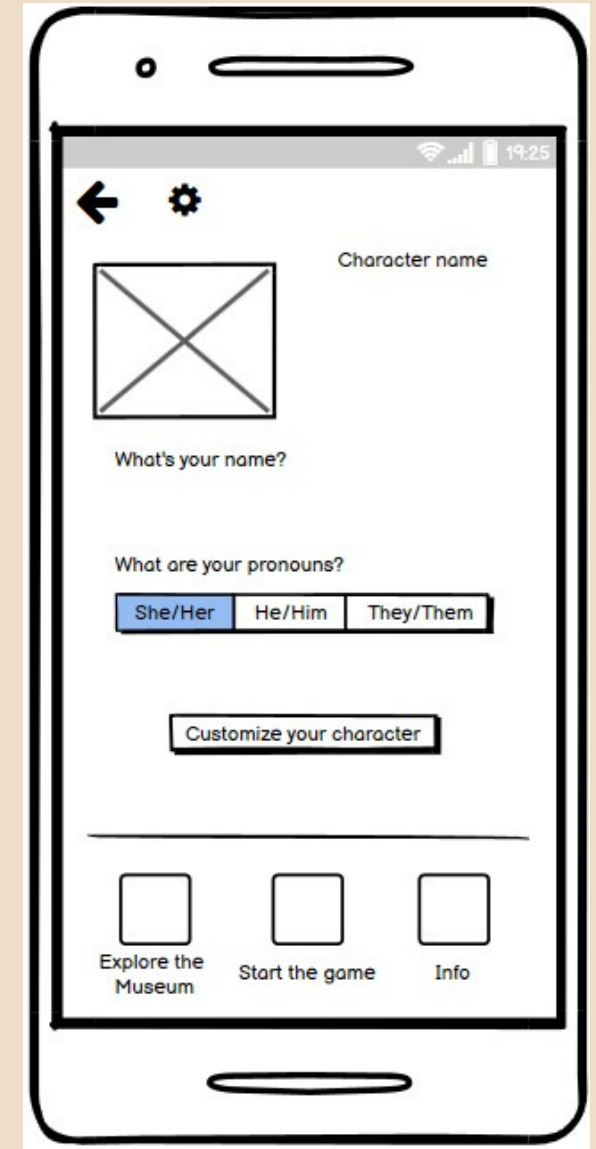 19:25
Character name
What's your name?
What are your pronouns?
She/Her He/Him They/Them
Customize your character
Explore the
Museum
Start the game
Info